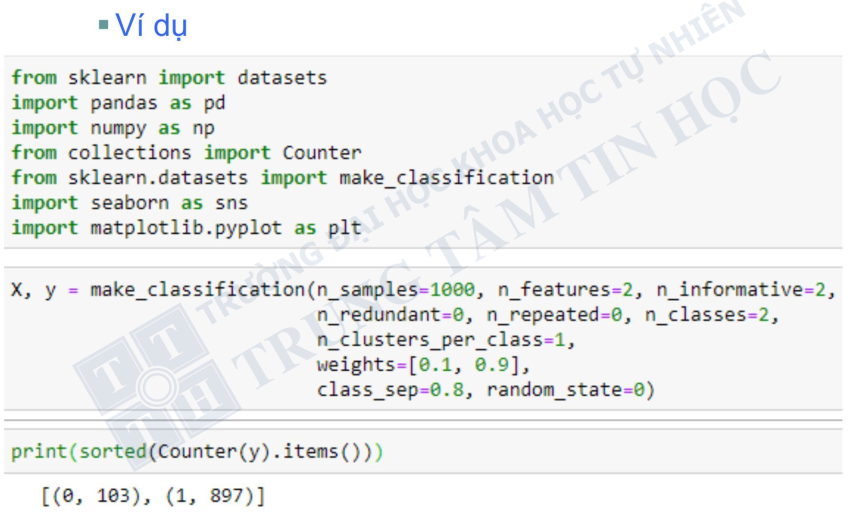 ▪ Ví dụ
from sklearn import datasets
import pandas as pd
import numpy as np
from collections import Counter
from sklearn.datasets import make_classification
import seaborn as sns
import matplotlib.pyplot as plt
X, y = make_classification(n_samples=1000, n_features=2, n_informative=2,
n_redundant=0, n_repeated=0, n_classes=2,
n_clusters_per_class=1,
weights=[0.1, 0.9],
class_sep=0.8, random_state=0)
print(sorted(Counter(y).items()))
[(0, 103), (1, 897)]
TRƯỜNG ĐẠI HỌC KHOA HỌC TỰ NHIÊN
TRUNG TÂM TIN HỌC
T T
T H